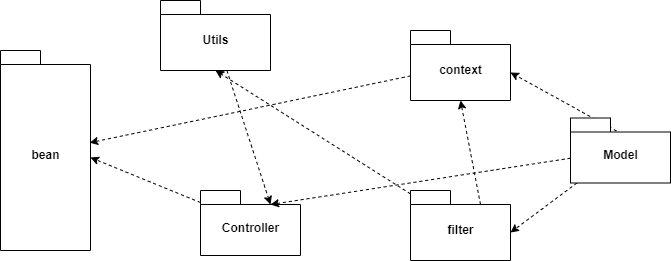 Utils
context
bean
Model
Controller
filter